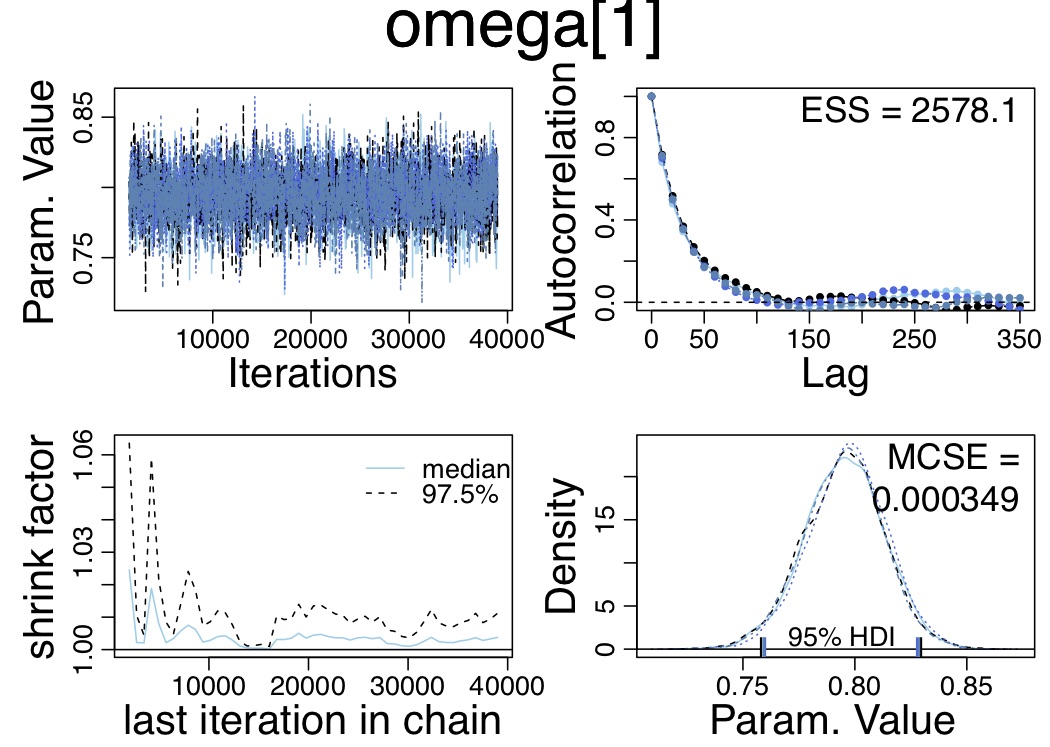 omega[1]
Param. Value
0.85
0.75
10000 20000 30000 40000
Iterations
Autocorrelation
0.8
0.4
0.0
ESS = 2578.1
0 50 150 250 350
Lag
shrink factor
1.06
1.03
1.00
median
97.5%
10000 20000 30000 40000
last iteration in chain
Density
15
5
0
MCSE =
0.000349
95% HDI
0.75 0.80 0.85
Param. Value